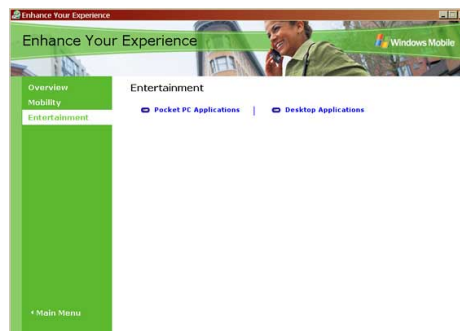 Enhance Your Experience
Enhance Your Experience
Windows Mobile
Overview
Mobility
Entertainment
Entertainment
Pocket PC Applications | Desktop Applications
Main Menu